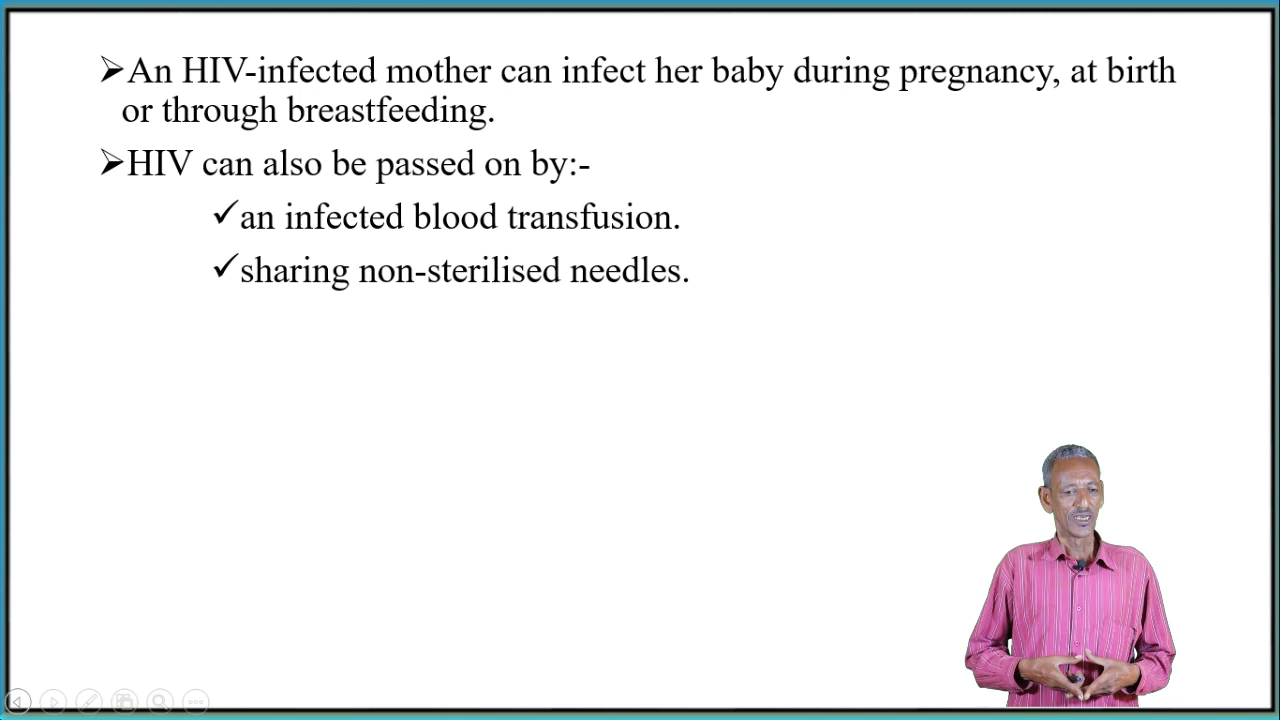 ➢An HIV-infected mother can infect her baby during pregnancy, at birth
or through breastfeeding.
➢HIV can also be passed on by:-
✓an infected blood transfusion.
✓sharing non-sterilised needles.